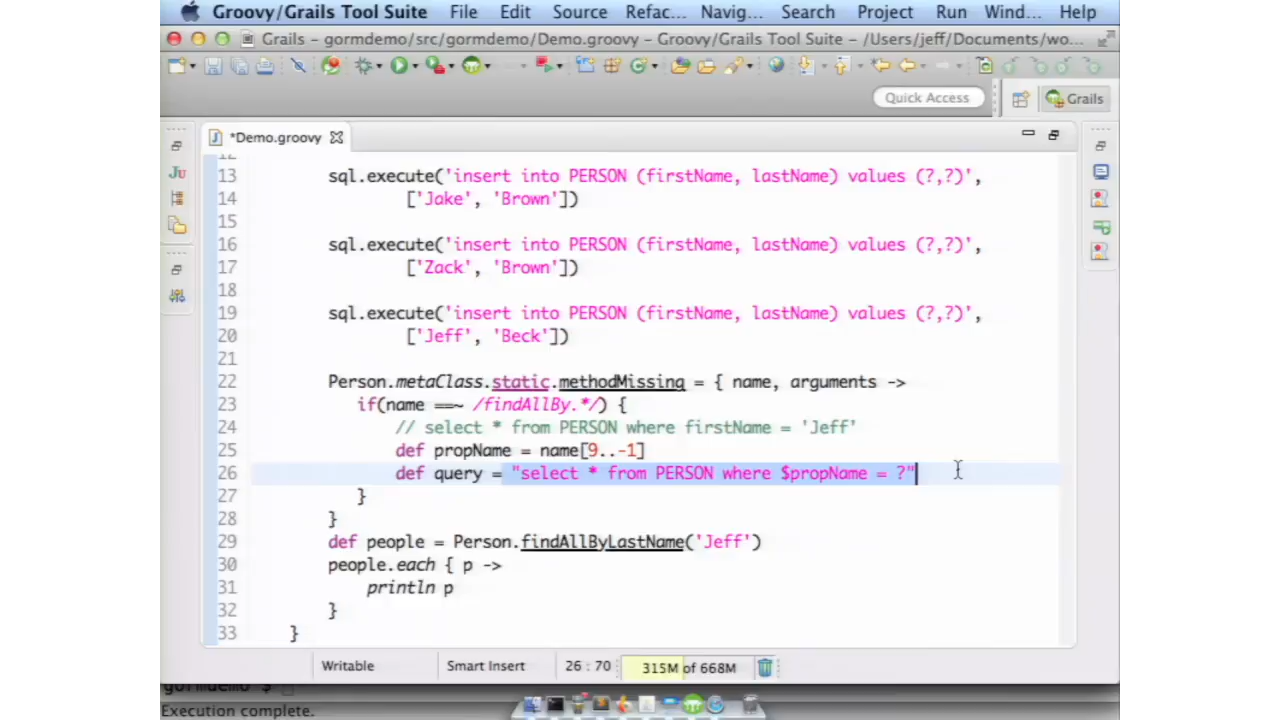 Groovy/Grails Tool Suite File Edit Source Refac... Navig... Search Project Run Wind... Help
Grails - gormdemo/src/gormdemo/Demo.groovy - Groovy/Grails Tool Suite - /Users/jeff/Documents/wo...
Quick Access
Grails
*Demo.groovy
12
13 sql.execute('insert into PERSON (firstName, lastName) values (?,?)',
14 ['Jake', 'Brown'])
15
16 sql.execute('insert into PERSON (firstName, lastName) values (?,?)',
17 ['Zack', 'Brown'])
18
19 sql.execute('insert into PERSON (firstName, lastName) values (?,?)',
20 ['Jeff', 'Beck'])
21
22 Person.metaClass.static.methodMissing = { name, arguments ->
23 if(name ==~ /findAllBy.*/) {
24 // select * from PERSON where firstName = 'Jeff'
25 def propName = name[9..-1]
26 def query = "select * from PERSON where $propName = ?"
27 }
28 }
29 def people = Person.findAllByLastName('Jeff')
30 people.each { p ->
31 println p
32 }
33 }
Writable Smart Insert 26 : 70 315M of 668M
gormdemo $
Execution complete.